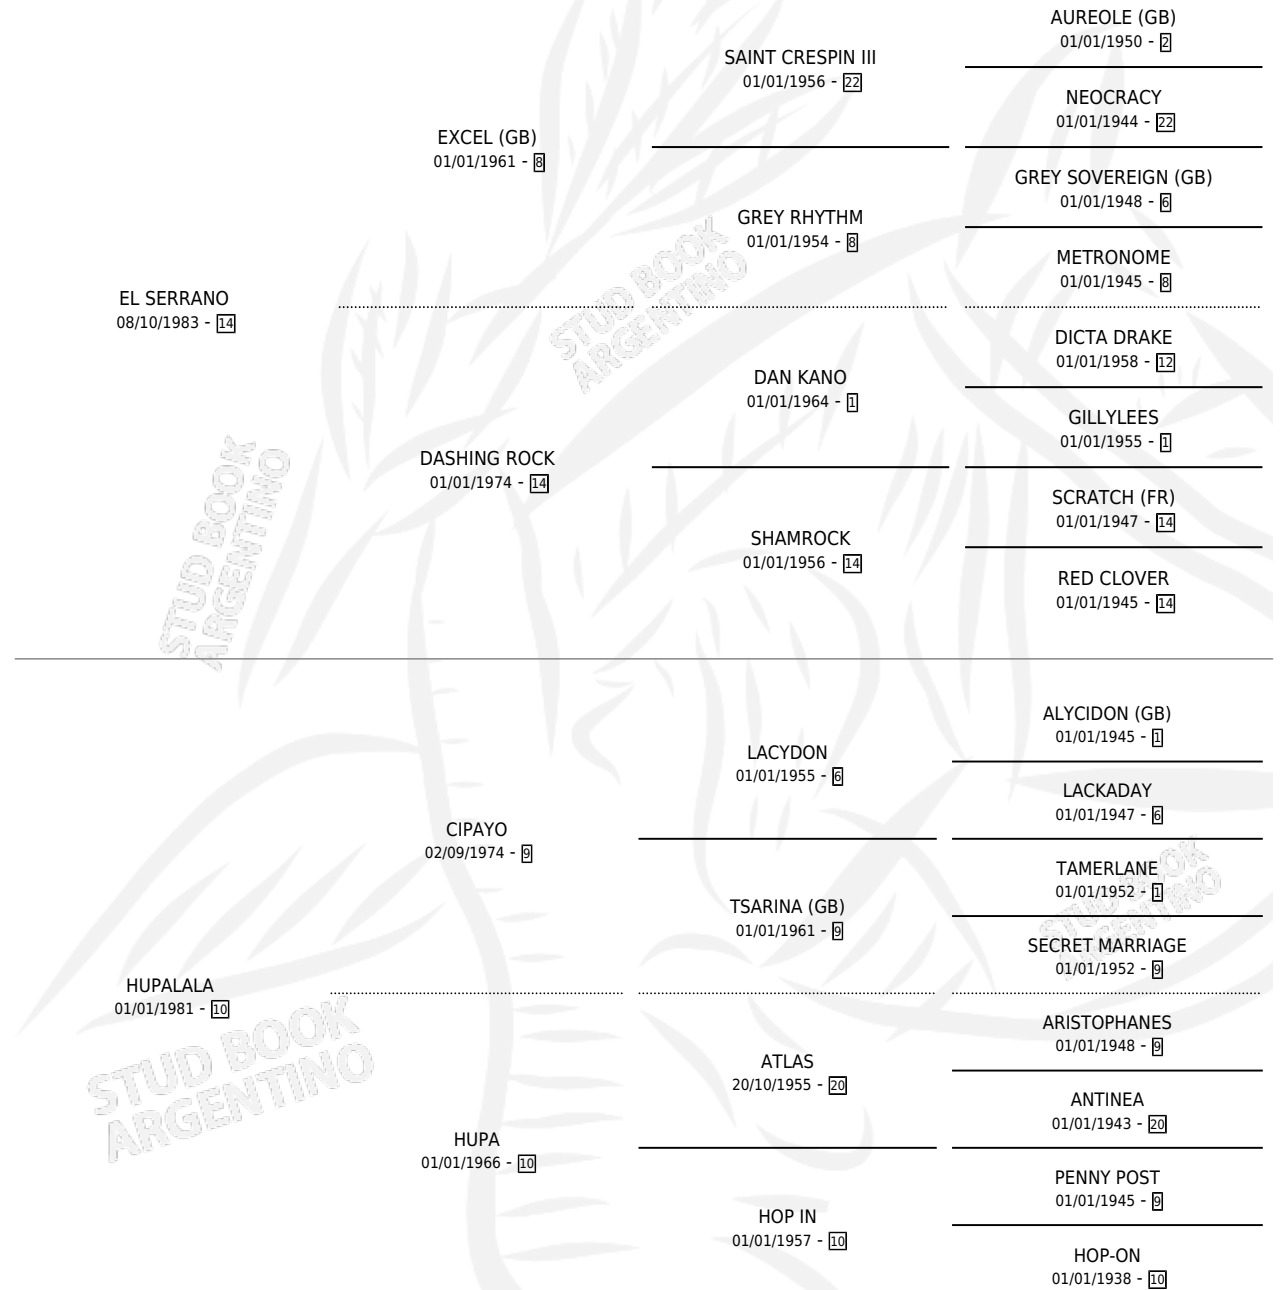 AUREOLE (GB)
01/01/1950 - 2
SAINT CRESPIN III
01/01/1956 - 22
NEOCRACY
01/01/1944 - 22
EXCEL (GB)
01/01/1961 - 8
GREY SOVEREIGN (GB)
01/01/1948 - 6
GREY RHYTHM
01/01/1954 - 8
METRONOME
01/01/1945 - 8
EL SERRANO
08/10/1983 - 14
DICTA DRAKE
01/01/1958 - 12
DAN KANO
01/01/1964 - 1
GILLYLEES
01/01/1955 - 1
DASHING ROCK
01/01/1974 - 14
SCRATCH (FR)
01/01/1947 - 14
SHAMROCK
01/01/1956 - 14
RED CLOVER
01/01/1945 - 14
ALYCIDON (GB)
01/01/1945 - 1
LACYDON
01/01/1955 - 6
LACKADAY
01/01/1947 - 6
CIPAYO
02/09/1974 - 9
TAMERLANE
01/01/1952 - 1
TSARINA (GB)
01/01/1961 - 9
SECRET MARRIAGE
01/01/1952 - 9
HUPALALA
01/01/1981 - 10
ARISTOPHANES
01/01/1948 - 9
ATLAS
20/10/1955 - 20
ANTINEA
01/01/1943 - 20
HUPA
01/01/1966 - 10
PENNY POST
01/01/1945 - 9
HOP IN
01/01/1957 - 10
HOP-ON
01/01/1938 - 10
STUD BOOK
ARGENTINO
STUD BOOK
ARGENTINO
STUD BOOK
ARGENTINO
STUD BOOK
ARGENTINO